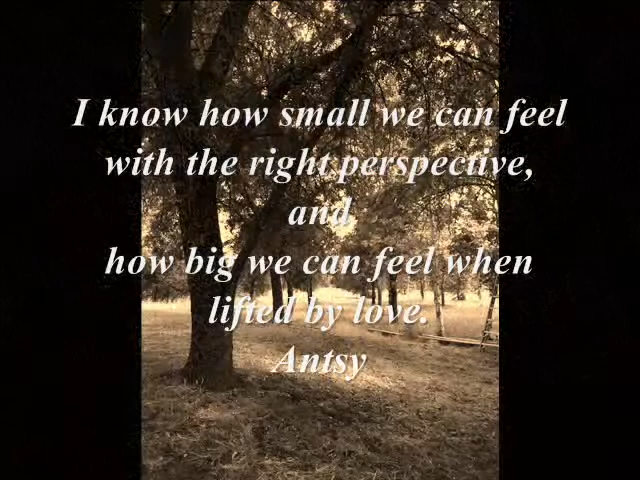 I know how small we can feel
with the right perspective,
and
how big we can feel when
lifted by love.
Antsy